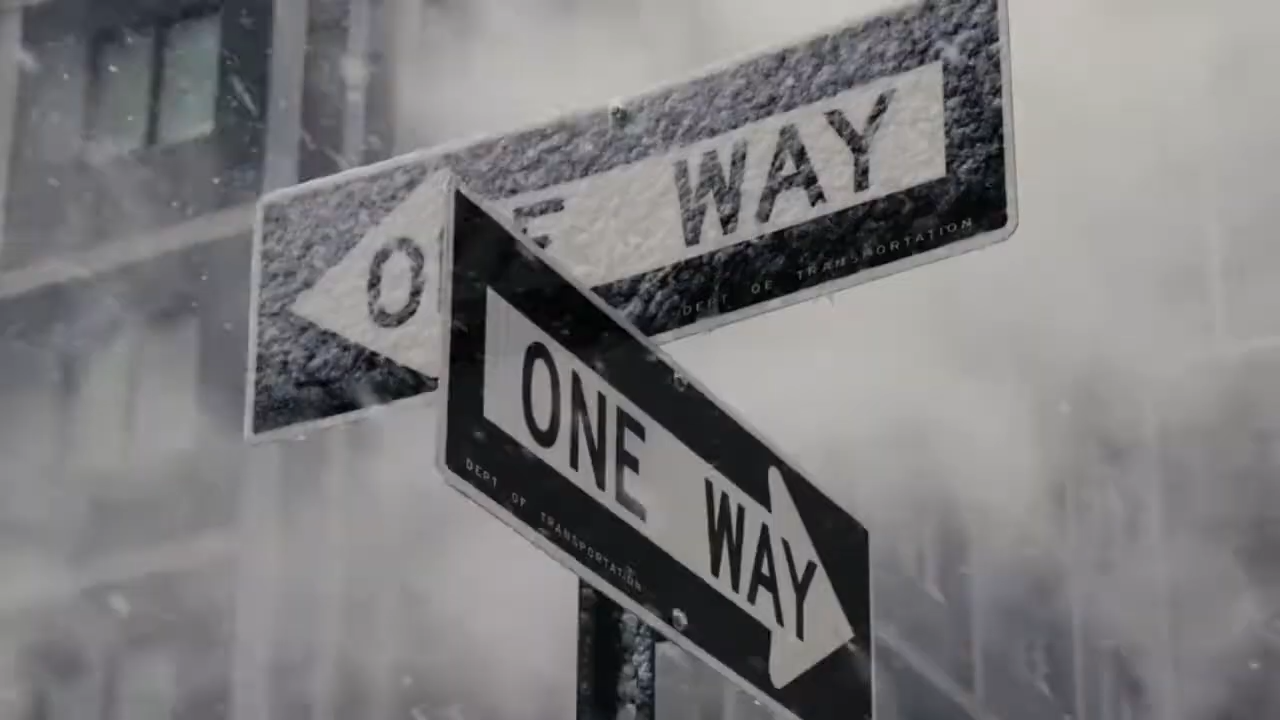 O E WAY
DEPT OF TRANSPORTATION
ONE WAY
DEPT OF TRANSPORTATION